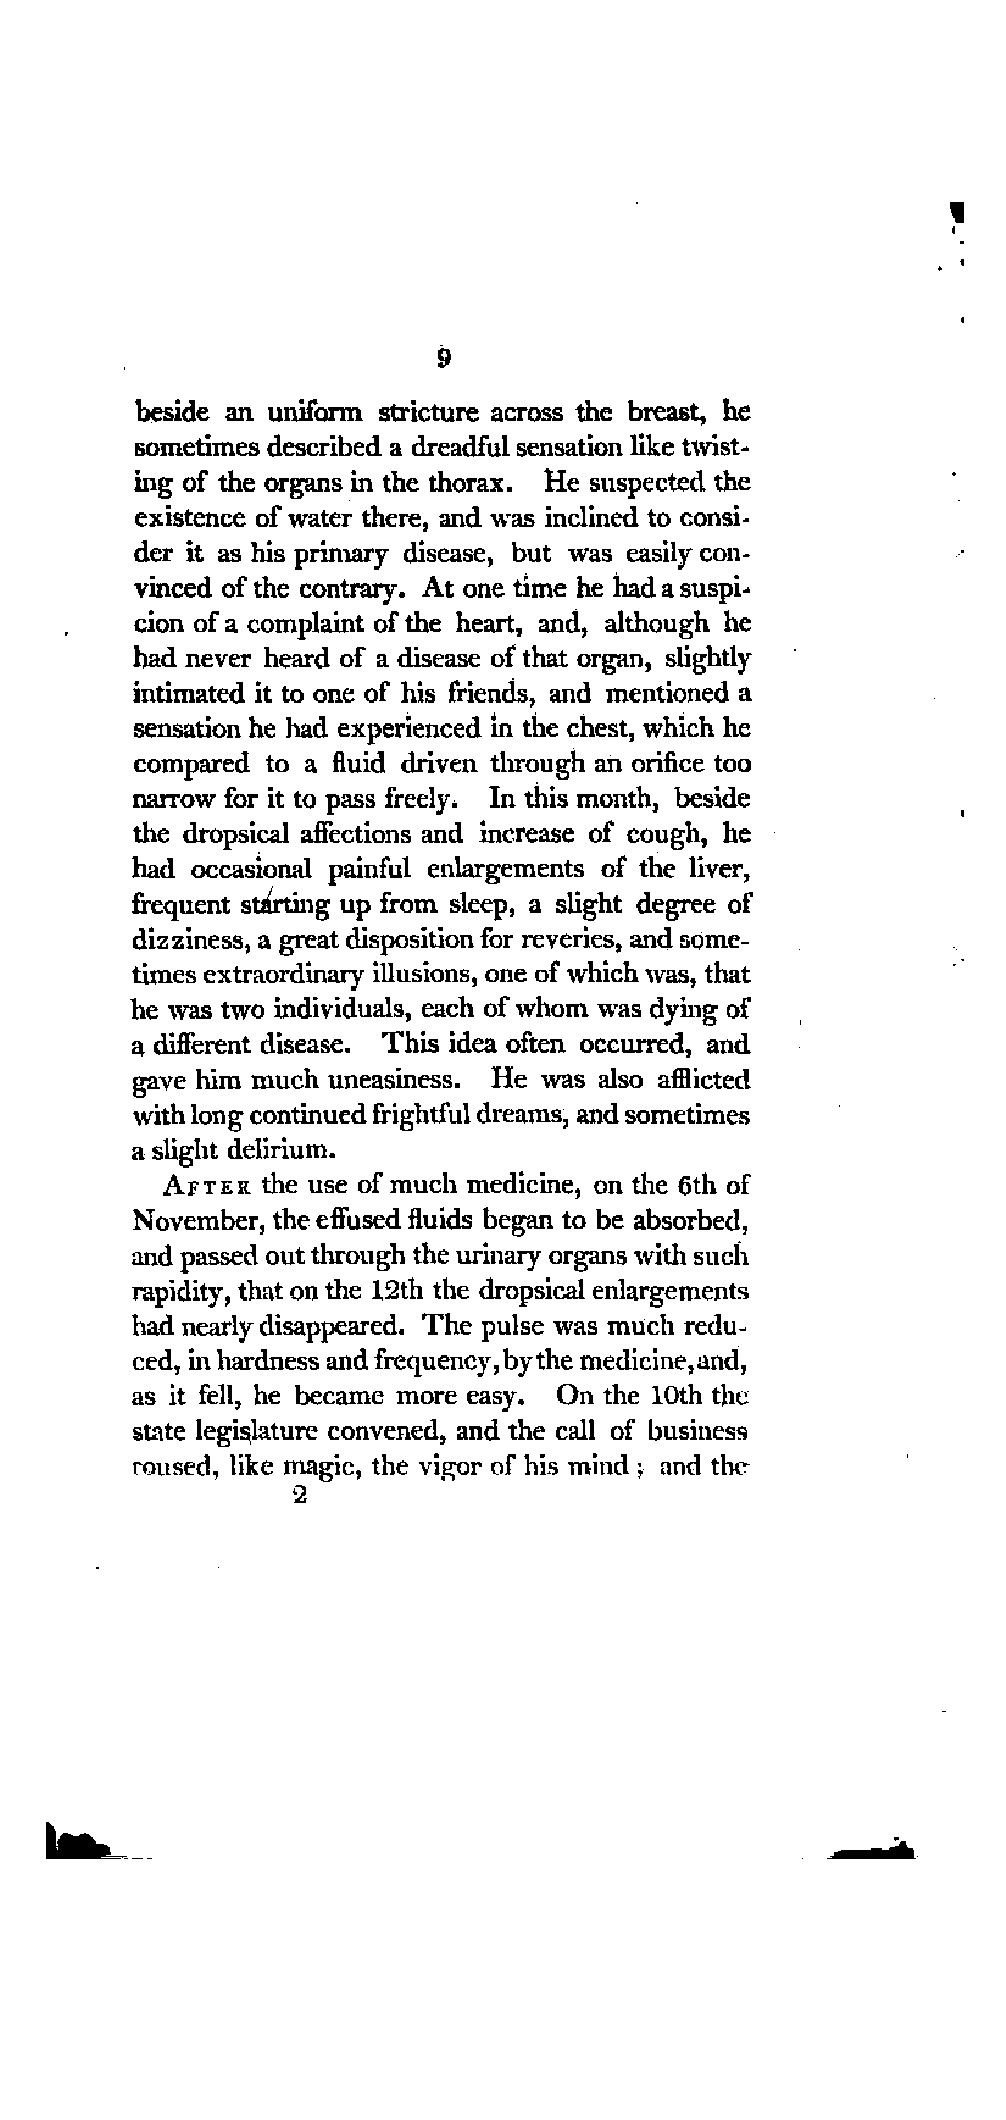 9
beside an uniform stricture across the breast, he
sometimes described a dreadful sensation like twist-
ing of the organs in the thorax. He suspected the
existence of water there, and was inclined to consi-
der it as his primary disease, but was easily con-
vinced of the contrary. At one time he had a suspi-
cion of a complaint of the heart, and, although he
had never heard of a disease of that organ, slightly
intimated it to one of his friends, and mentioned a
sensation he had experienced in the chest, which he
compared to a fluid driven through an orifice too
narrow for it to pass freely. In this month, beside
the dropsical affections and increase of cough, he
had occasional painful enlargements of the liver,
frequent starting up from sleep, a slight degree of
dizziness, a great disposition for reveries, and some-
times extraordinary illusions, one of which was, that
he was two individuals, each of whom was dying of
a different disease. This idea often occurred, and
gave him much uneasiness. He was also afflicted
with long continued frightful dreams, and sometimes
a slight delirium.
AFTER the use of much medicine, on the 6th of
November, the effused fluids began to be absorbed,
and passed out through the urinary organs with such
rapidity, that on the 12th the dropsical enlargements
had nearly disappeared. The pulse was much redu-
ced, in hardness and frequency, by the medicine, and,
as it fell, he became more easy. On the 10th the
state legislature convened, and the call of business
roused, like magic, the vigor of his mind ; and the
2